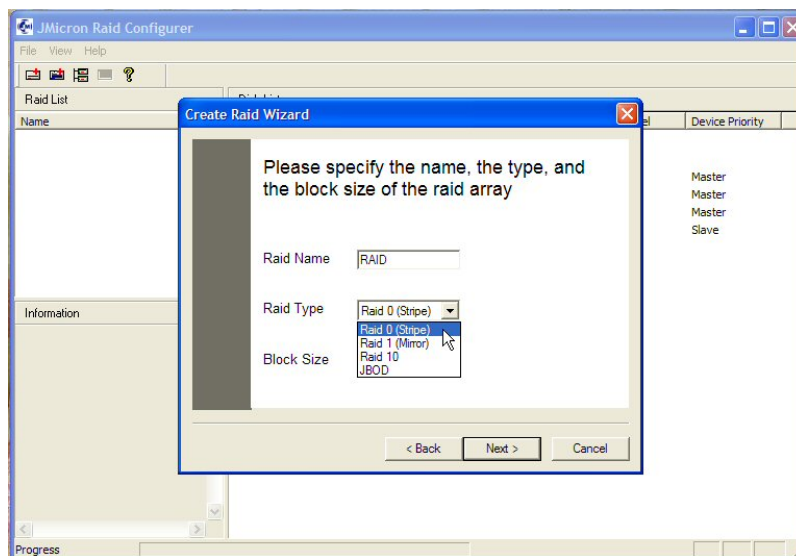 JMicron Raid Configurer
File View Help
Raid List
Name
Device Priority
Master
Master
Master
Slave
Create Raid Wizard
Please specify the name, the type, and
the block size of the raid array
Raid Name RAID
Raid Type Raid 0 (Stripe)
Raid 0 (Stripe)
Raid 1 (Mirror)
Raid 10
JBOD
Block Size
< Back Next > Cancel
Information
Progress